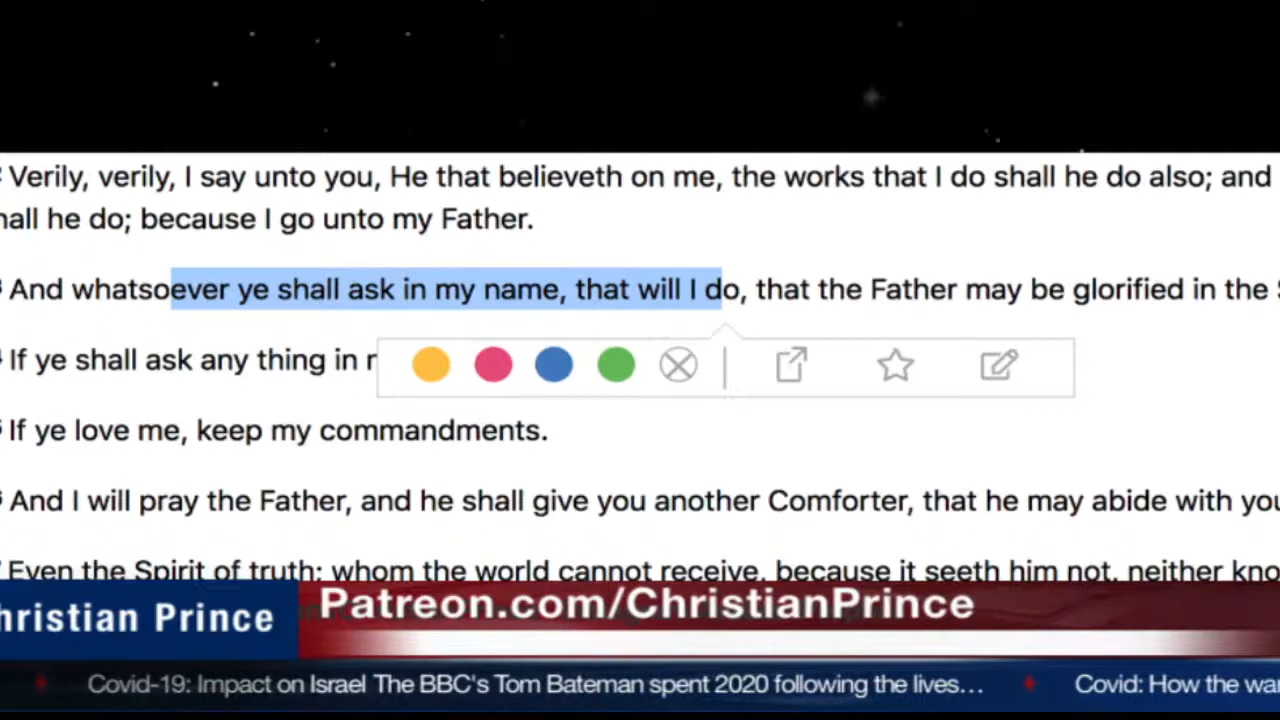 Verily, verily, I say unto you, He that believeth on me, the works that I do shall he do also; and
hall he do; because I go unto my Father.
And whatsoever ye shall ask in my name, that will I do, that the Father may be glorified in the
If ye shall ask any thing in
If ye love me, keep my commandments.
And I will pray the Father, and he shall give you another Comforter, that he may abide with you
Even the Spirit of truth; whom the world cannot receive, because it seeth him not, neither kno
hristian Prince
Patreon.com/ChristianPrince
Covid-19: Impact on Israel The BBC's Tom Bateman spent 2020 following the lives… Covid: How the wa